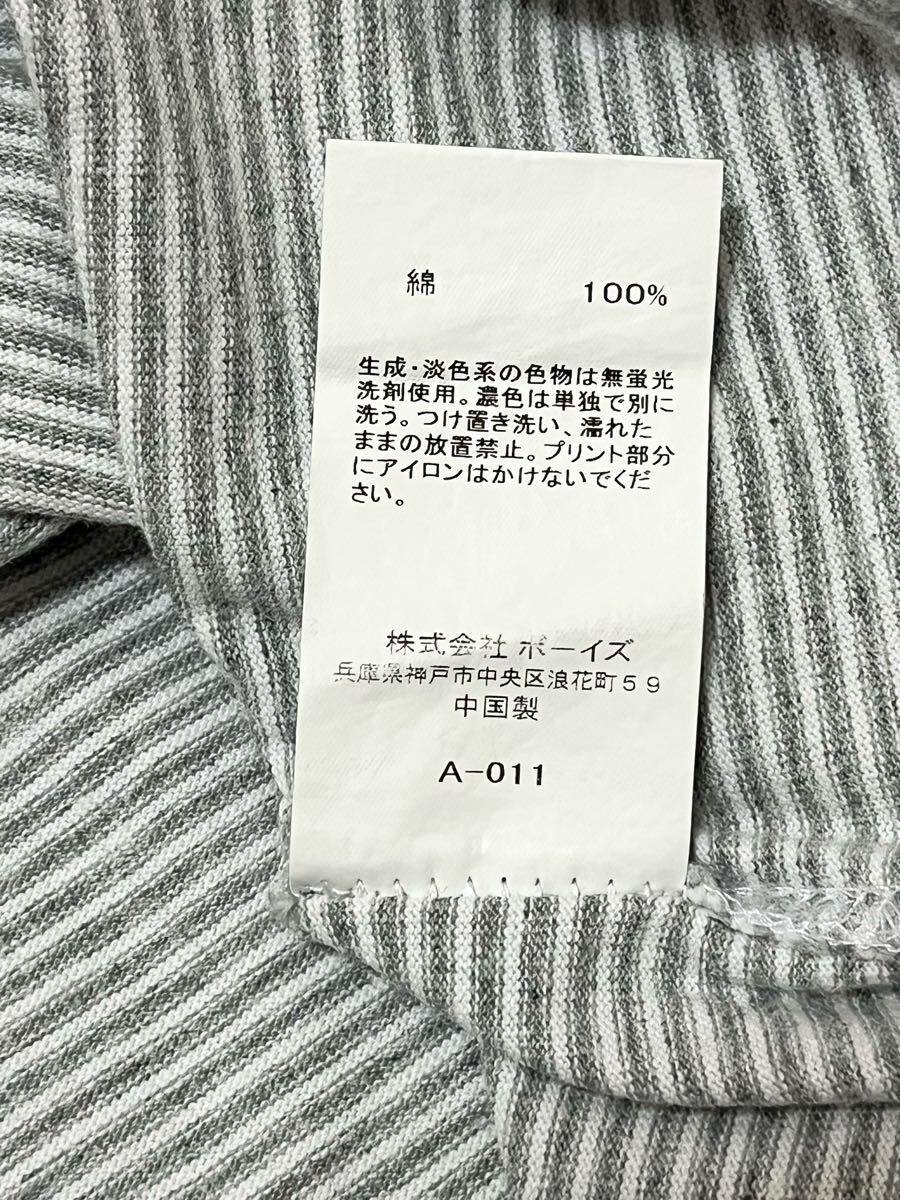 綿 100%
生成・淡色系の色物は無蛍光
洗剤使用。濃色は単独で別に
洗う。つけ置き洗い、濡れた
ままの放置禁止。プリント部分
にアイロンはかけないでくだ
さい。
株式会社 ボーイズ
兵庫県神戸市中央区浪花町５９
中国製
A-011